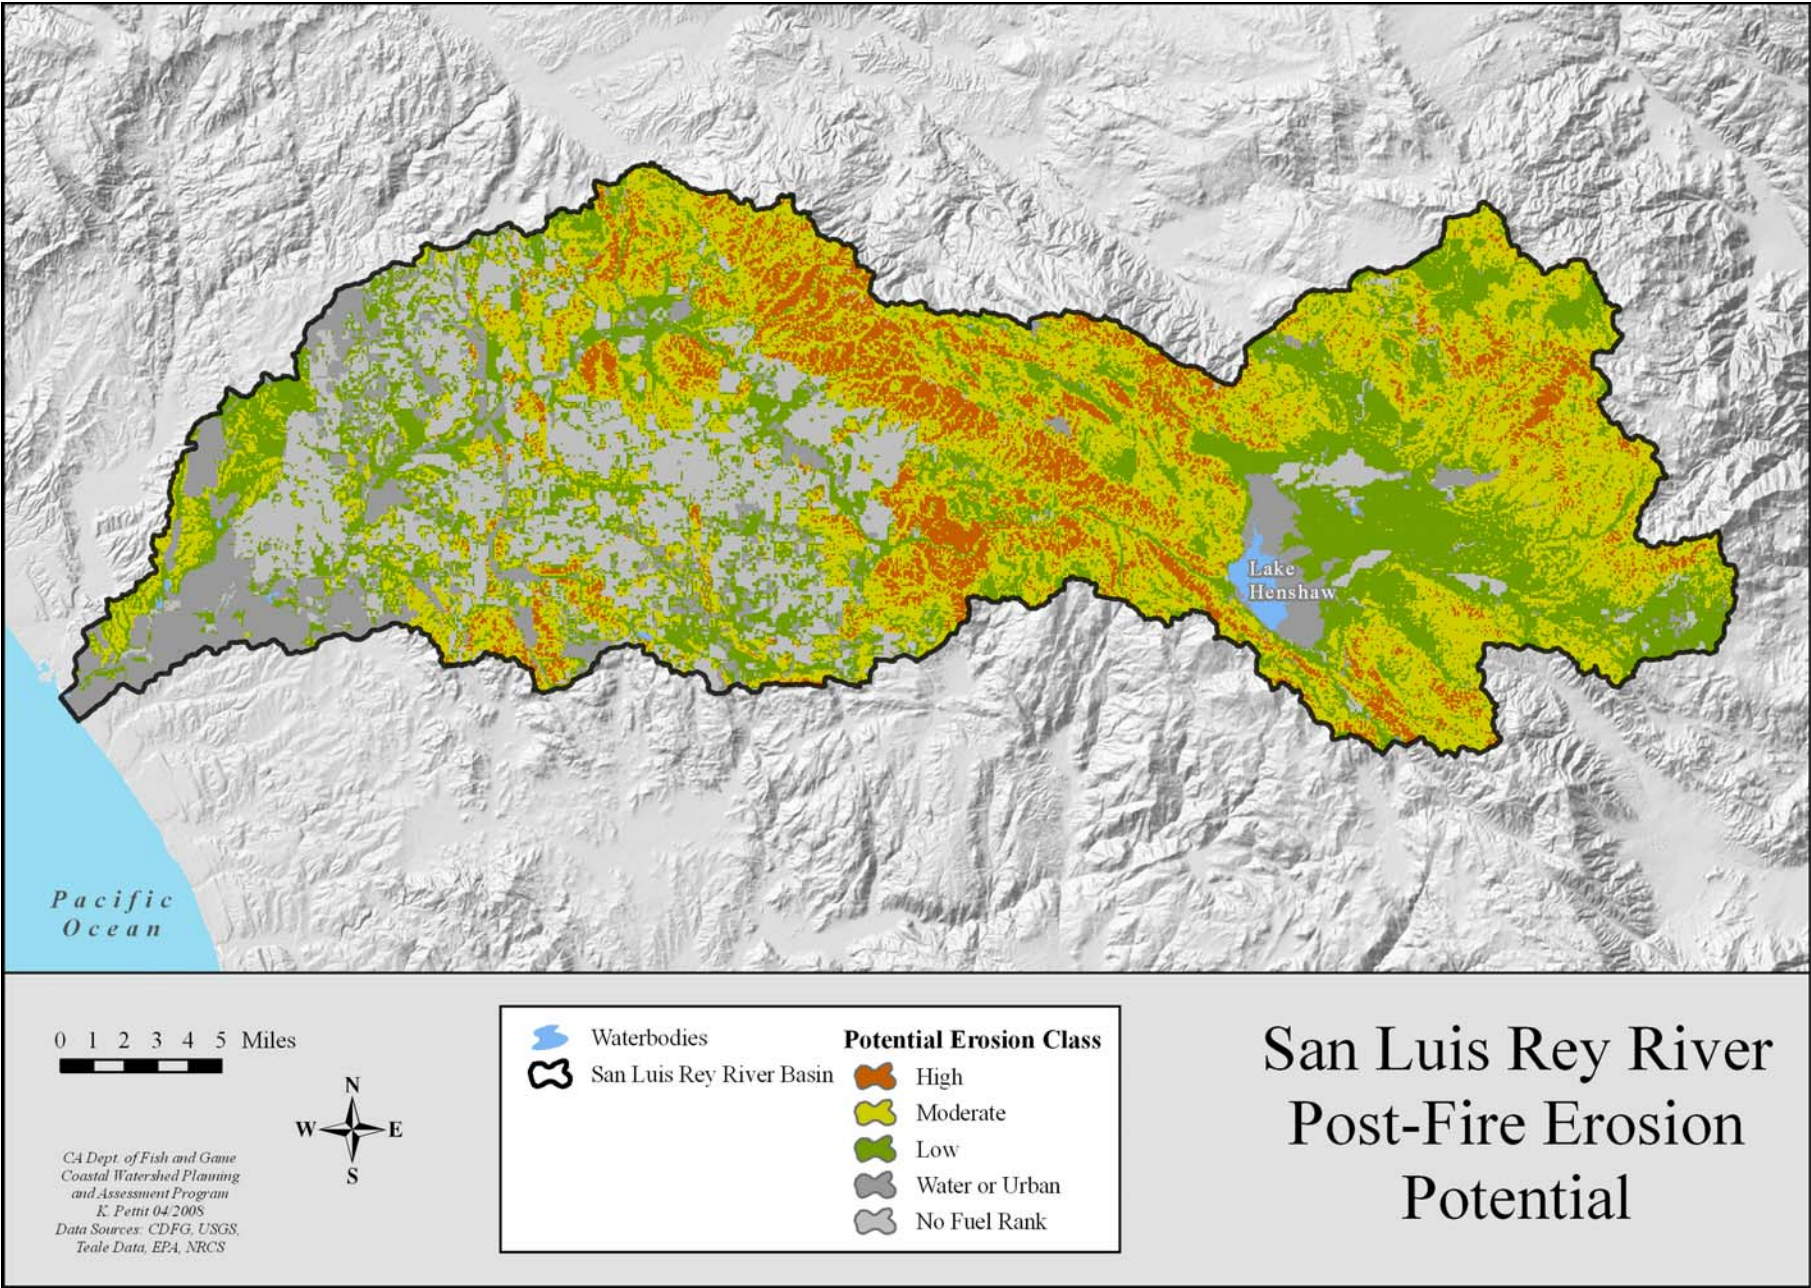 Lake
Henshaw
Pacific
Ocean
0 1 2 3 4 5 Miles
N
W E
S
CA Dept. of Fish and Game
Coastal Watershed Planning
and Assessment Program
K. Pettit 04/2008
Data Sources: CDFG, USGS,
Teale Data, EPA, NRCS
Waterbodies
San Luis Rey River Basin
Potential Erosion Class
High
Moderate
Low
Water or Urban
No Fuel Rank
San Luis Rey River
Post-Fire Erosion
Potential